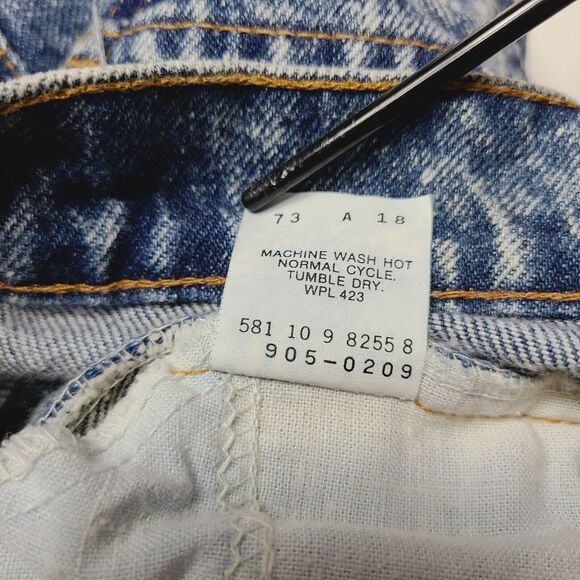 73 A 18
MACHINE WASH HOT
NORMAL CYCLE.
TUMBLE DRY.
WPL 423
581 10 9 8255 8
905-0209